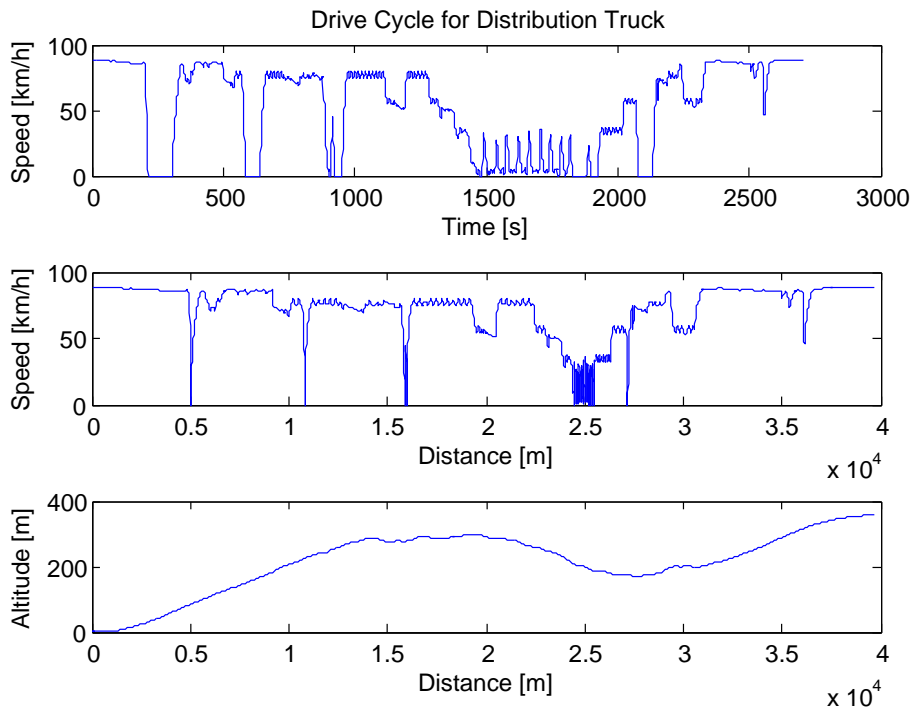 Drive Cycle for Distribution Truck
100
50
0
Speed [km/h]
0 500 1000 1500 2000 2500 3000
Time [s]
100
50
0
Speed [km/h]
0 0.5 1 1.5 2 2.5 3 3.5 4
Distance [m]
x 10^4
400
200
0
Altitude [m]
0 0.5 1 1.5 2 2.5 3 3.5 4
Distance [m]
x 10^4